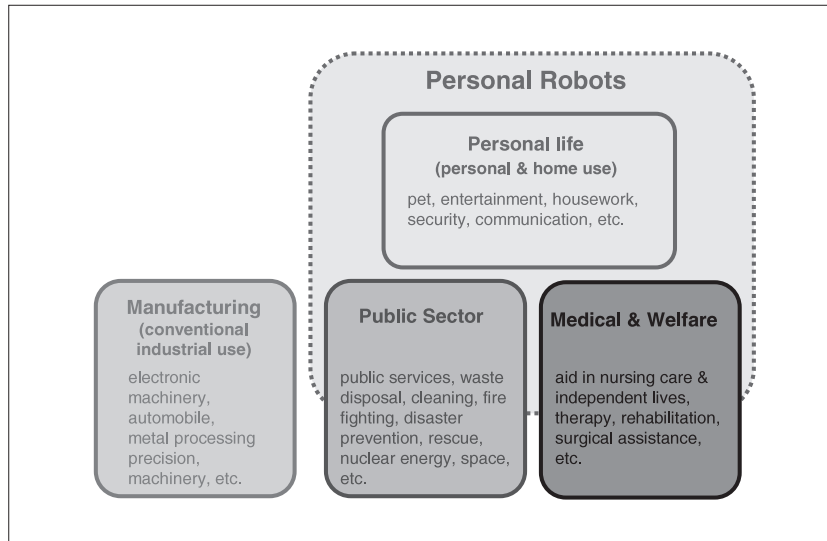 Personal Robots
Personal life
(personal & home use)
pet, entertainment, housework,
security, communication, etc.
Manufacturing
(conventional
industrial use)
electronic
machinery,
automobile,
metal processing
precision,
machinery, etc.
Public Sector
public services, waste
disposal, cleaning, fire
fighting, disaster
prevention, rescue,
nuclear energy, space,
etc.
Medical & Welfare
aid in nursing care &
independent lives,
therapy, rehabilitation,
surgical assistance,
etc.